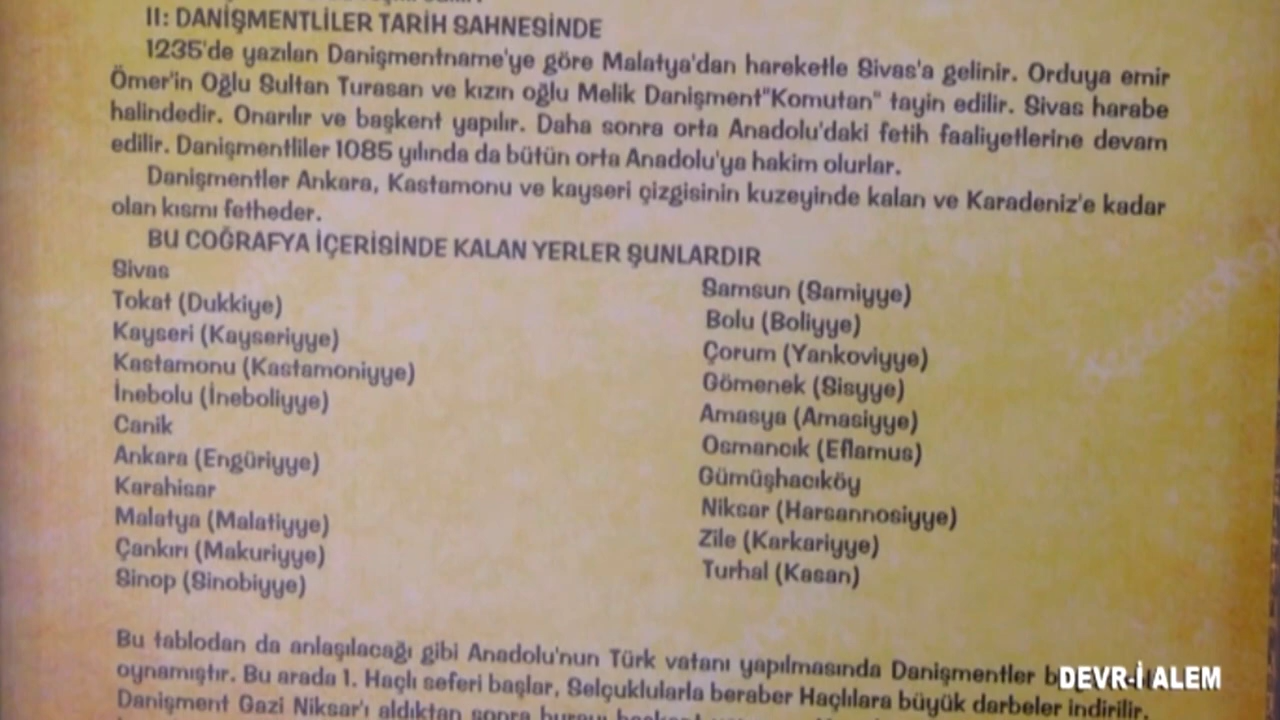 II: DANİŞMENTLİLER TARİH SAHNESİNDE
1235'de yazılan Danişmentname'ye göre Malatya'dan hareketle Sivas'a gelinir. Orduya emir
Ömer'in Oğlu Sultan Turasan ve kızın oğlu Melik Danişment"Komutan" tayin edilir. Sivas harabe
halindedir. Onarılır ve başkent yapılır. Daha sonra orta Anadolu'daki fetih faaliyetlerine devam
edilir. Danişmentliler 1085 yılında da bütün orta Anadolu'ya hakim olurlar.
Danişmentler Ankara, Kastamonu ve kayseri çizgisinin kuzeyinde kalan ve Karadeniz'e kadar
olan kısmı fetheder.
BU COĞRAFYA İÇERİSİNDE KALAN YERLER ŞUNLARDIR
Sivas
Tokat (Dukkiye)
Kayseri (Kayseriyye)
Kastamonu (Kastamoniyye)
İnebolu (İneboliyye)
Canik
Ankara (Engüriyye)
Karahisar
Malatya (Malatiyye)
Çankırı (Makuriyye)
Sinop (Sinobiyye)
Samsun (Samiyye)
Bolu (Boliyye)
Çorum (Yankoviyye)
Gömenek (Sisyye)
Amasya (Amasiyye)
Osmancık (Eflamus)
Gümüşhacıköy
Niksar (Harsannosiyye)
Zile (Karkariyye)
Turhal (Kasan)
Bu tablodan da anlaşılacağı gibi Anadolu'nun Türk vatanı yapılmasında Danişmentler
oynamıştır. Bu arada 1. Haçlı seferi başlar, Selçuklularla beraber Haçlılara büyük darbeler indirilir.
Danişment Gazi Niksar'ı aldıktan sonra burayı
DEVR-İ ALEM